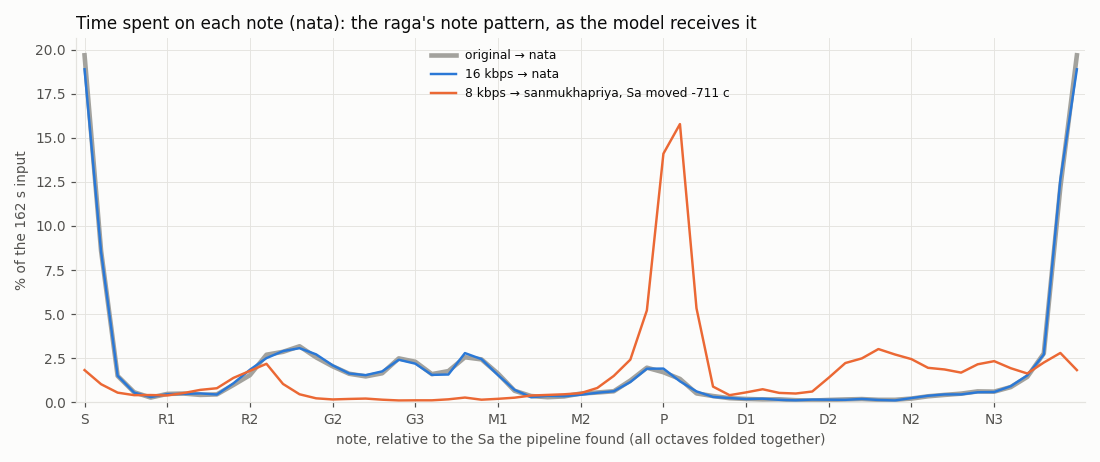 Time spent on each note (nata): the raga's note pattern, as the model receives it
original → nata
16 kbps → nata
8 kbps → sanmukhapriya, Sa moved -711 c
% of the 162 s input
20.0
17.5
15.0
12.5
10.0
7.5
5.0
2.5
0.0
S R1 R2 G2 G3 M1 M2 P D1 D2 N2 N3
note, relative to the Sa the pipeline found (all octaves folded together)